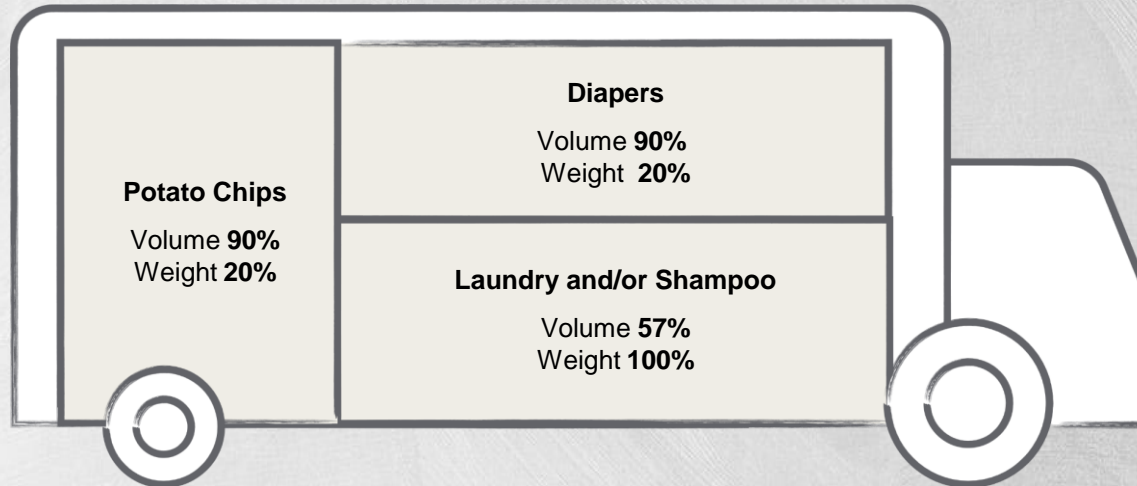 Potato Chips
Volume 90%
Weight 20%
Diapers
Volume 90%
Weight 20%
Laundry and/or Shampoo
Volume 57%
Weight 100%